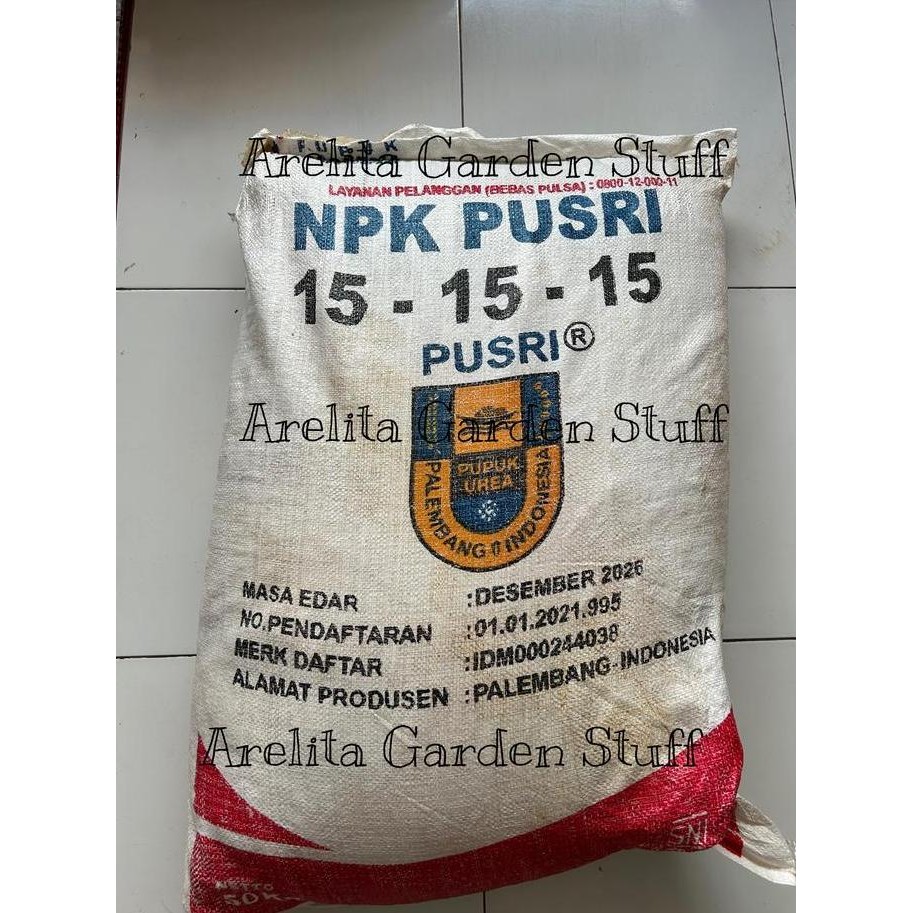 Arelita Garden Stuff
LAYANAN PELANGGAN (BEBAS PULSA) : 0800-12-000-11
NPK PUSRI
15 - 15 - 15
PUSRI®
Arelita Garden Stuff
PUPUK
UREA
PALEMBANG INDONESIA
MASA EDAR :DESEMBER 2026
NO.PENDAFTARAN :01.01.2021.995
MERK DAFTAR :IDM000244038
ALAMAT PRODUSEN :PALEMBANG-INDONESIA
Arelita Garden Stuff
SNI
NETTO